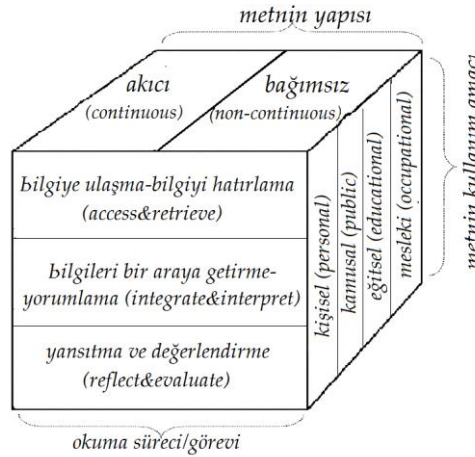 metnin yapısı
akıcı
(continuous)
bağımsız
(non-continuous)
bilgiye ulaşma-bilgiyi hatırlama
(access&retrieve)
bilgileri bir araya getirme-
yorumlama (integrate&interpret)
yansıtma ve değerlendirme
(reflect&evaluate)
kişisel (personal)
kamusal (public)
eğitsel (educational)
mesleki (occupational)
metnin kullanım amacı
okuma süreci/görevi